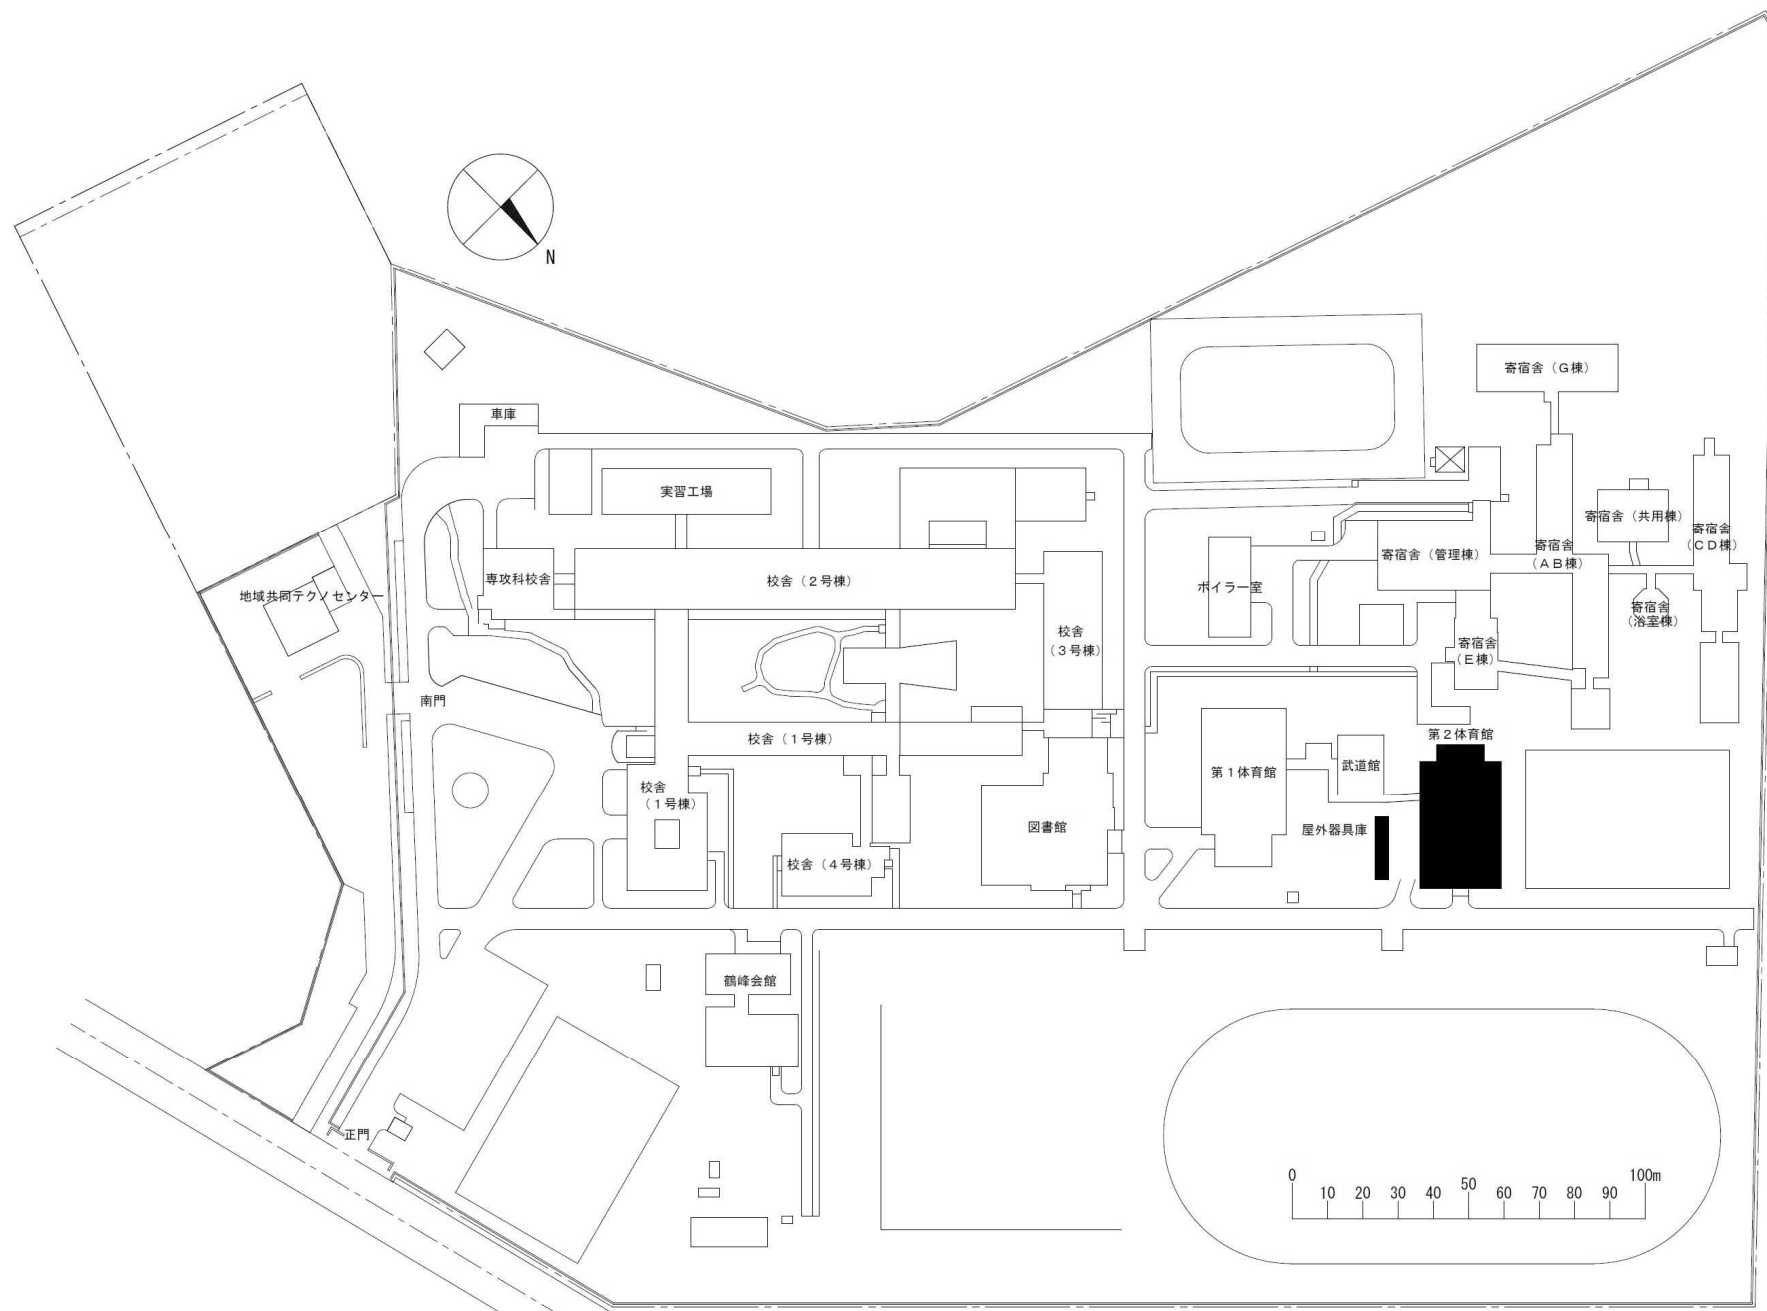 N
寄宿舎（Ｇ棟）
車庫
実習工場
寄宿舎（共用棟）
寄宿舎
（ＣＤ棟）
寄宿舎（管理棟）
寄宿舎
（ＡＢ棟）
専攻科校舎
校舎（２号棟）
ボイラー室
地域共同テクノセンター
寄宿舎
（浴室棟）
校舎
（３号棟）
寄宿舎
（Ｅ棟）
南門
校舎（１号棟）
第２体育館
第１体育館
武道館
校舎
（１号棟）
図書館
屋外器具庫
校舎（４号棟）
鶴峰会館
正門
0
10
20
30
40
50
60
70
80
90
100m